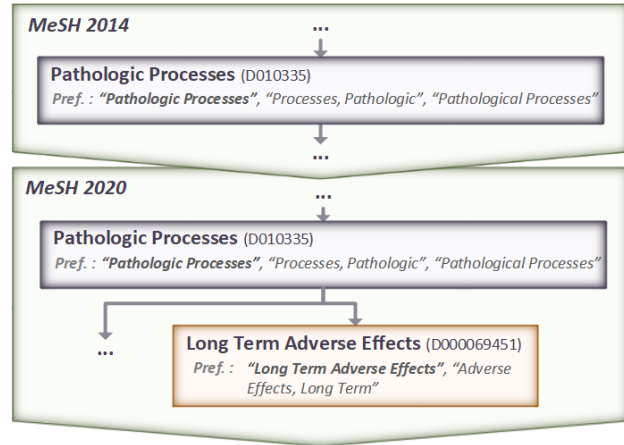 MeSH 2014
...
Pathologic Processes (D010335)
Pref. : “Pathologic Processes”, “Processes, Pathologic”, “Pathological Processes”
...
MeSH 2020
...
Pathologic Processes (D010335)
Pref. : “Pathologic Processes”, “Processes, Pathologic”, “Pathological Processes”
...
Long Term Adverse Effects (D000069451)
Pref. : “Long Term Adverse Effects”, “Adverse
Effects, Long Term”